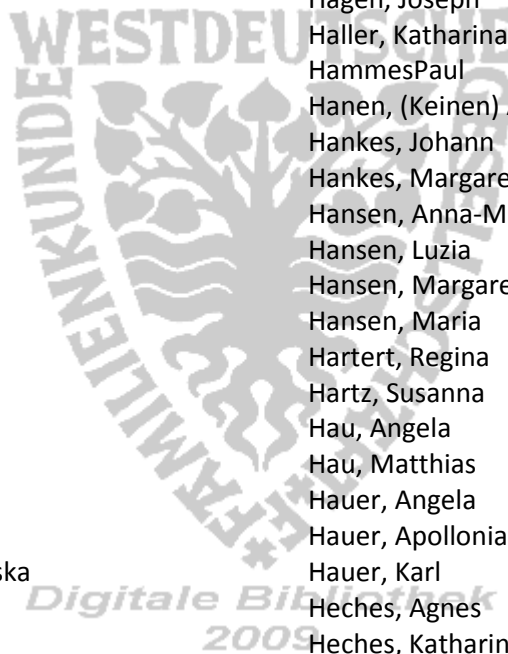 Hagen, Joseph
Haller, Katharina
HammesPaul
Hanen, (Keinen)
Hankes, Johann
Hankes, Margare
Hansen, Anna-M
Hansen, Luzia
Hansen, Margare
Hansen, Maria
Hartert, Regina
Hartz, Susanna
Hau, Angela
Hau, Matthias
Hauer, Angela
Hauer, Apollonia
ska
Hauer, Karl
Heches, Agnes
Heches, Katharin
WESTDEUTSCHE
FAMILIENKUNDE
Digitale Bibliothek
2009